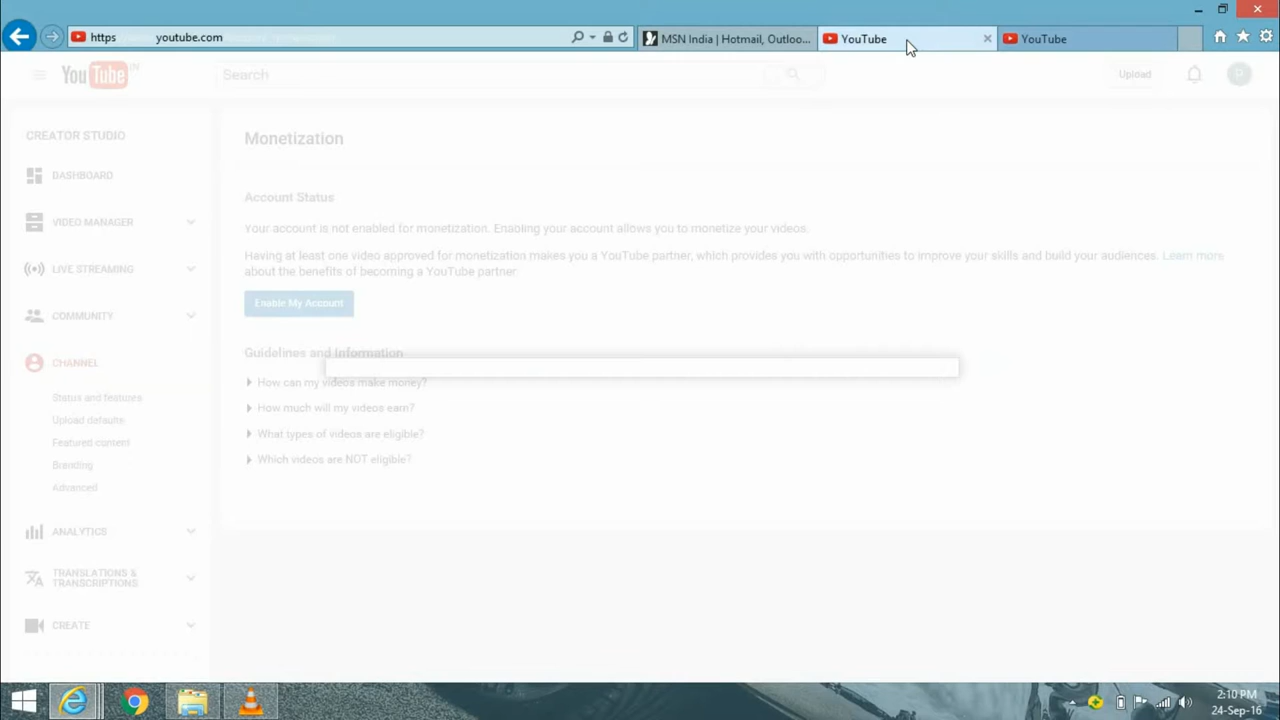 https youtube.com
MSN India | Hotmail, Outloo...
YouTube
YouTube
YouTube IN
Search
Upload
P
CREATOR STUDIO
DASHBOARD
VIDEO MANAGER
LIVE STREAMING
COMMUNITY
CHANNEL
Status and features
Upload defaults
Featured content
Branding
Advanced
ANALYTICS
TRANSLATIONS &
TRANSCRIPTIONS
CREATE
Monetization
Account Status
Your account is not enabled for monetization. Enabling your account allows you to monetize your videos.
Having at least one video approved for monetization makes you a YouTube partner, which provides you with opportunities to improve your skills and build your audiences. Learn more
about the benefits of becoming a YouTube partner
Enable My Account
Guidelines and Information
How can my videos make money?
How much will my videos earn?
What types of videos are eligible?
Which videos are NOT eligible?
2:10 PM
24-Sep-16